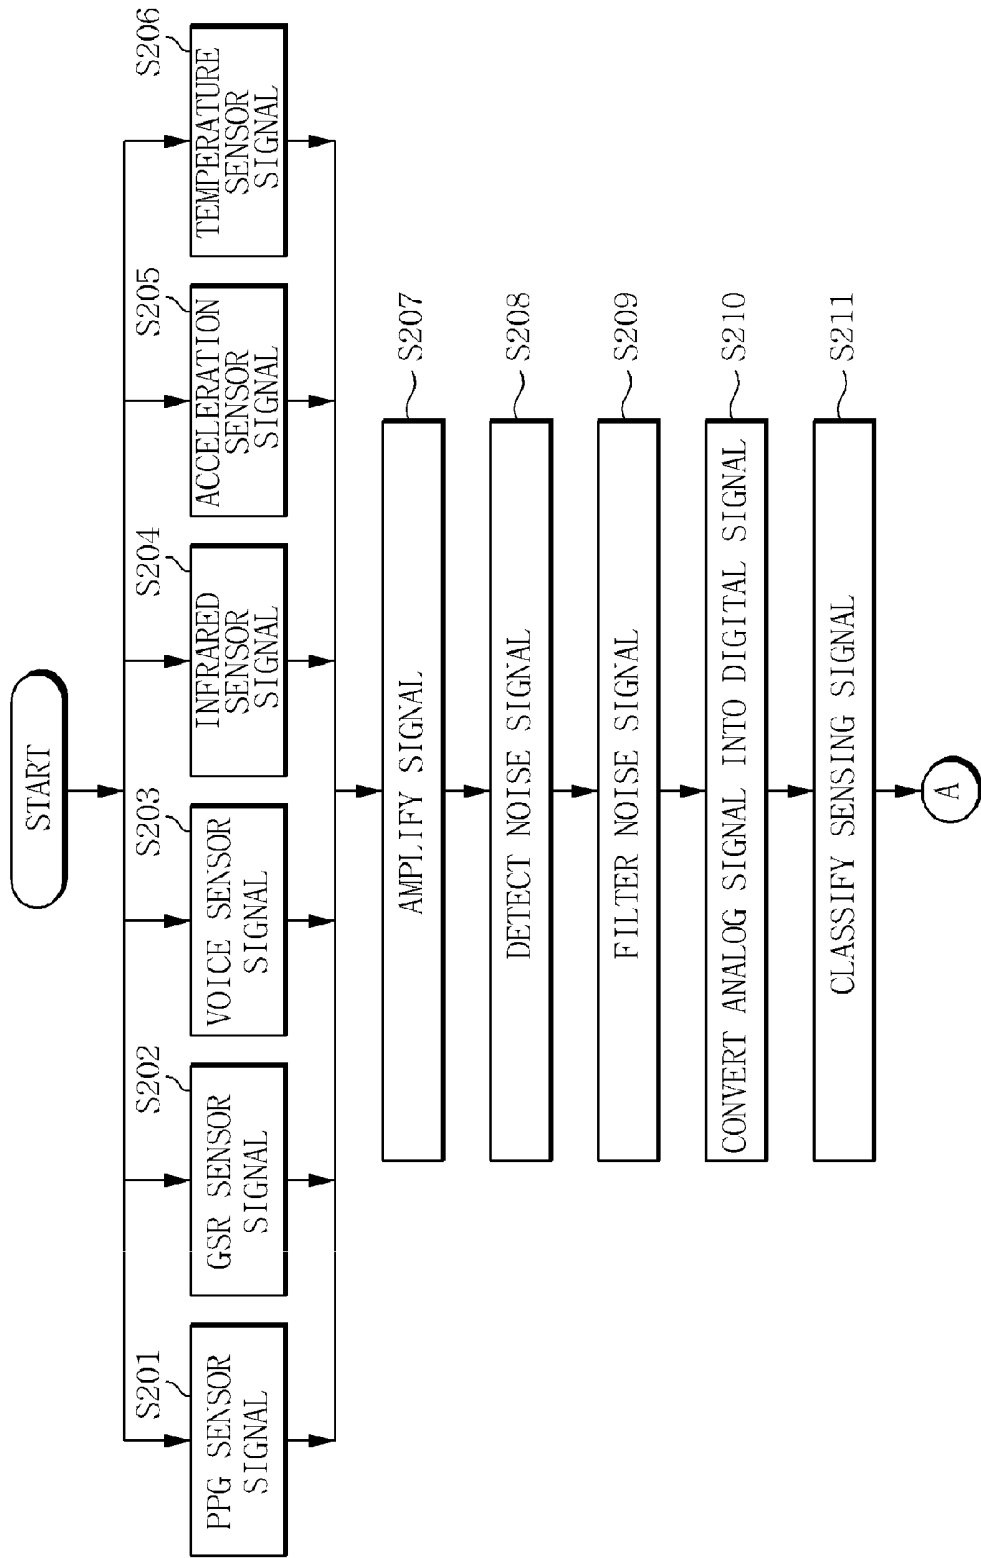 START
S201
PPG SENSOR
SIGNAL
S202
GSR SENSOR
SIGNAL
S203
VOICE SENSOR
SIGNAL
S204
INFRARED
SENSOR
SIGNAL
S205
ACCELERATION
SENSOR
SIGNAL
S206
TEMPERATURE
SENSOR
SIGNAL
AMPLIFY SIGNAL
S207
DETECT NOISE SIGNAL
S208
FILTER NOISE SIGNAL
S209
CONVERT ANALOG SIGNAL INTO DIGITAL SIGNAL
S210
CLASSIFY SENSING SIGNAL
S211
A